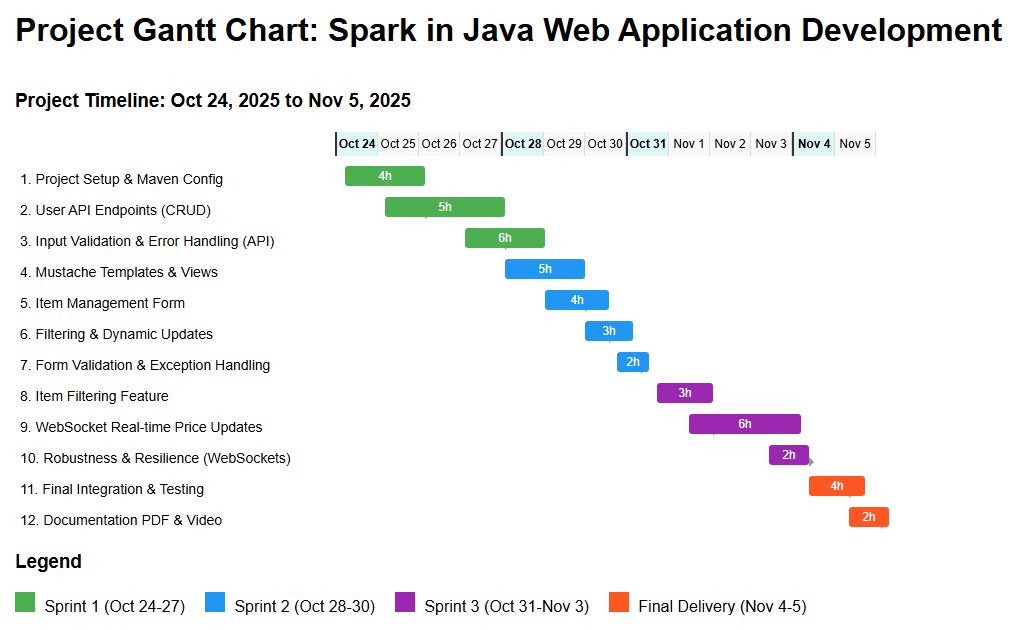 Project Gantt Chart: Spark in Java Web Application Development
Project Timeline: Oct 24, 2025 to Nov 5, 2025
Oct 24 Oct 25 Oct 26 Oct 27 Oct 28 Oct 29 Oct 30 Oct 31 Nov 1 Nov 2 Nov 3 Nov 4 Nov 5
1. Project Setup & Maven Config 4h
2. User API Endpoints (CRUD) 5h
3. Input Validation & Error Handling (API) 6h
4. Mustache Templates & Views 5h
5. Item Management Form 4h
6. Filtering & Dynamic Updates 3h
7. Form Validation & Exception Handling 2h
8. Item Filtering Feature 3h
9. WebSocket Real-time Price Updates 6h
10. Robustness & Resilience (WebSockets) 2h
11. Final Integration & Testing 4h
12. Documentation PDF & Video 2h
Legend
Sprint 1 (Oct 24-27) Sprint 2 (Oct 28-30) Sprint 3 (Oct 31-Nov 3) Final Delivery (Nov 4-5)